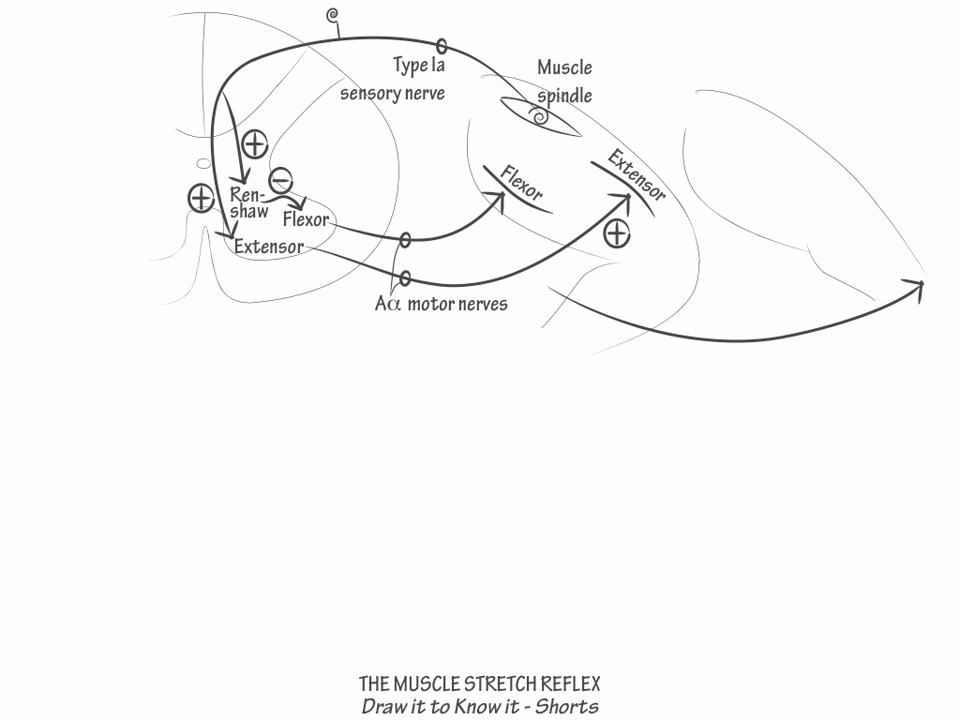 Type Ia
sensory nerve
Muscle
spindle
Ren-
shaw
Flexor
Extensor
Flexor
Extensor
Aα motor nerves
THE MUSCLE STRETCH REFLEX
Draw it to Know it - Shorts